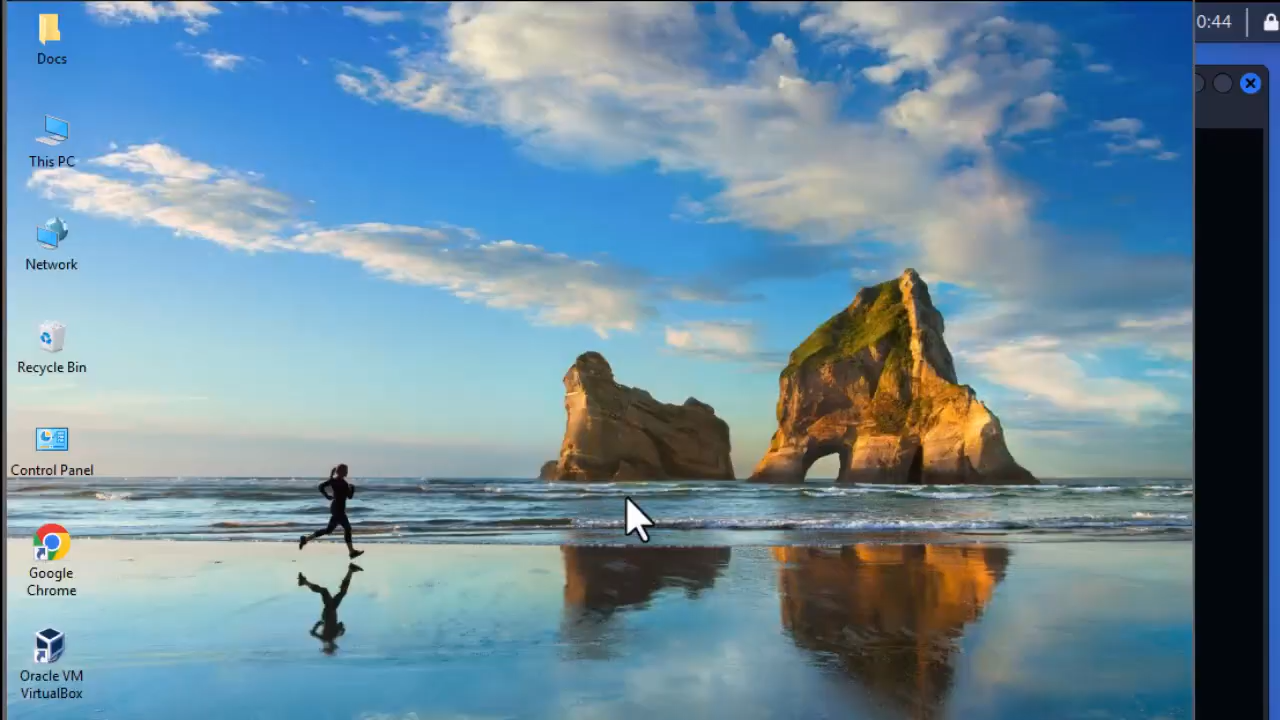 Docs
This PC
Network
Recycle Bin
Control Panel
Google
Chrome
Oracle VM
VirtualBox
0:44